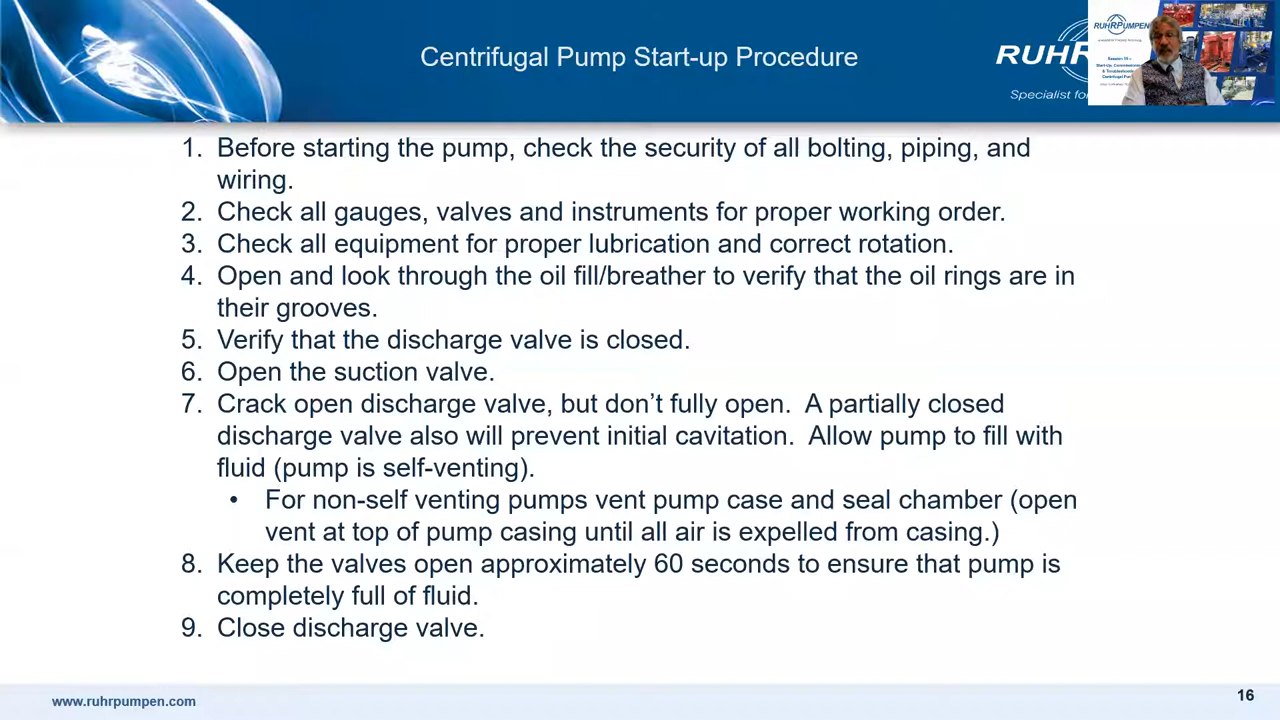 Centrifugal Pump Start-up Procedure
RUHR
Specialist for
RUHRPUMPEN
Session 15 –
1. Before starting the pump, check the security of all bolting, piping, and
wiring.
2. Check all gauges, valves and instruments for proper working order.
3. Check all equipment for proper lubrication and correct rotation.
4. Open and look through the oil fill/breather to verify that the oil rings are in
their grooves.
5. Verify that the discharge valve is closed.
6. Open the suction valve.
7. Crack open discharge valve, but don’t fully open. A partially closed
discharge valve also will prevent initial cavitation. Allow pump to fill with
fluid (pump is self-venting).
• For non-self venting pumps vent pump case and seal chamber (open
vent at top of pump casing until all air is expelled from casing.)
8. Keep the valves open approximately 60 seconds to ensure that pump is
completely full of fluid.
9. Close discharge valve.
www.ruhrpumpen.com
16